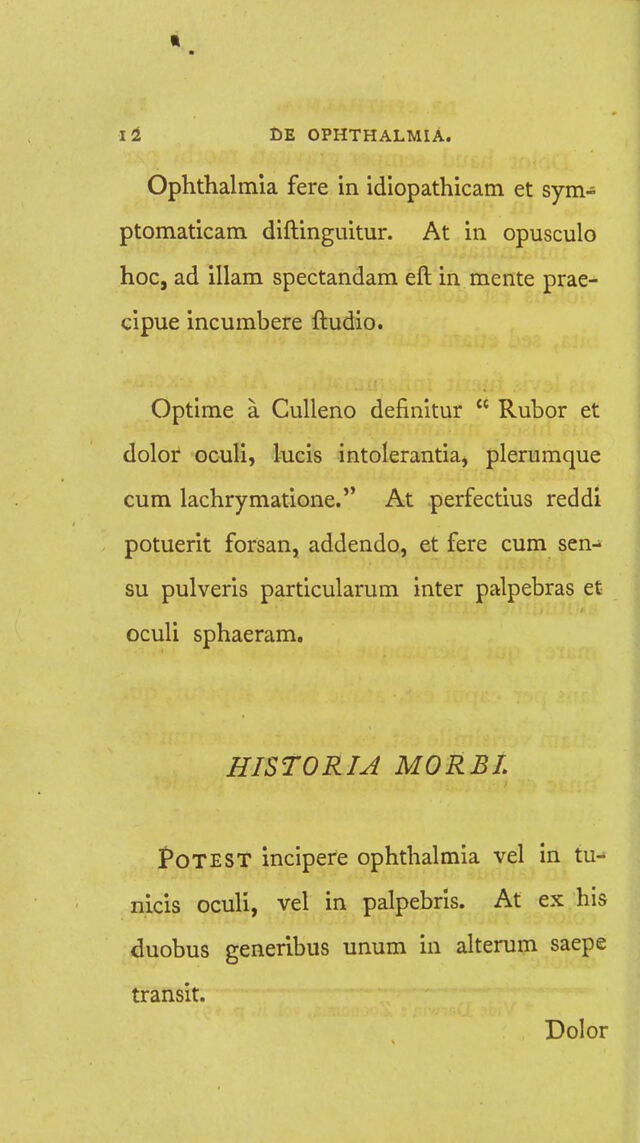 12 DE OPHTHALMIA.
Ophthalmia fere in idiopathicam et sym-
ptomaticam diſtinguitur. At in opusculo
hoc, ad illam spectandam eſt in mente prae-
cipue incumbere ſtudio.
Optime à Culleno definitur “ Rubor et
dolor oculi, lucis intolerantia, plerumque
cum lachrymatione.” At perfectius reddi
potuerit forsan, addendo, et fere cum sen-
su pulveris particularum inter palpebras et
oculi sphaeram.
HISTORIA MORBI.
POTEST incipere ophthalmia vel in tu-
nicis oculi, vel in palpebris. At ex his
duobus generibus unum in alterum saepe
transit.
Dolor